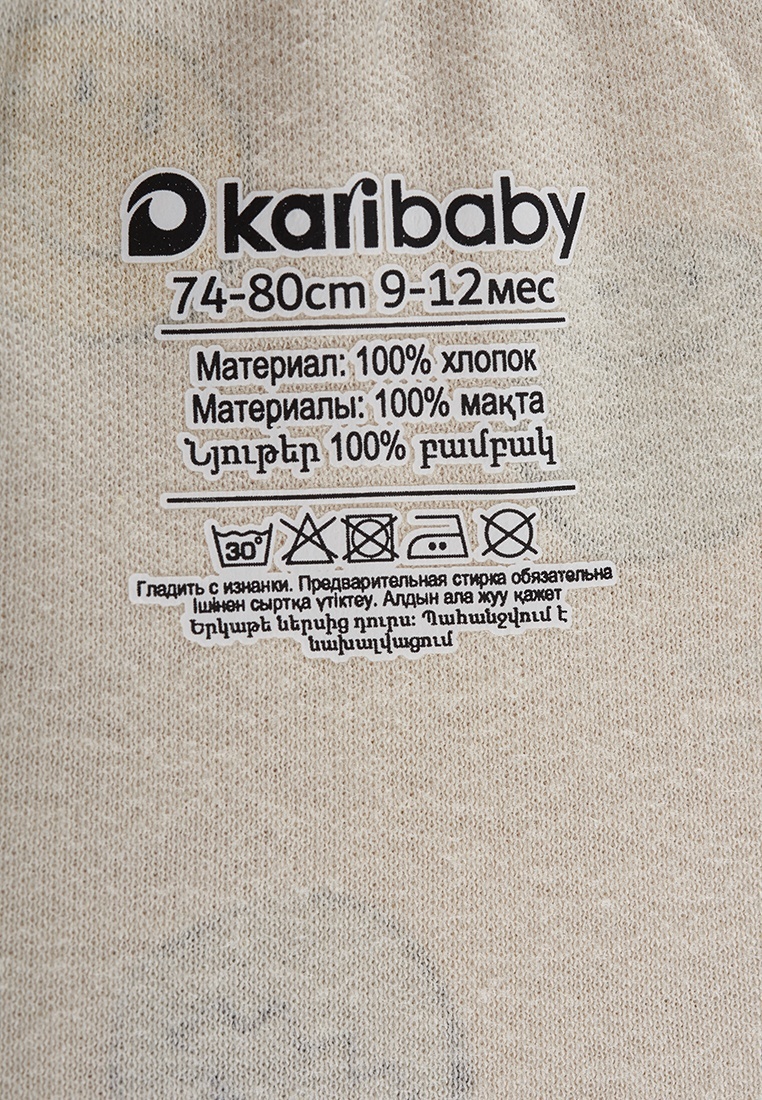 karibaby
74-80cm 9-12мес
Материал: 100% хлопок
Материалы: 100% мақта
Նյութեր 100% բամբակ
30°
Гладить с изнанки. Предварительная стирка обязательна
Ішінен сыртқа үтіктеу. Алдын ала жуу қажет
Երկաթե ներսից դուրս: Պահանջվում է
նախալվացում